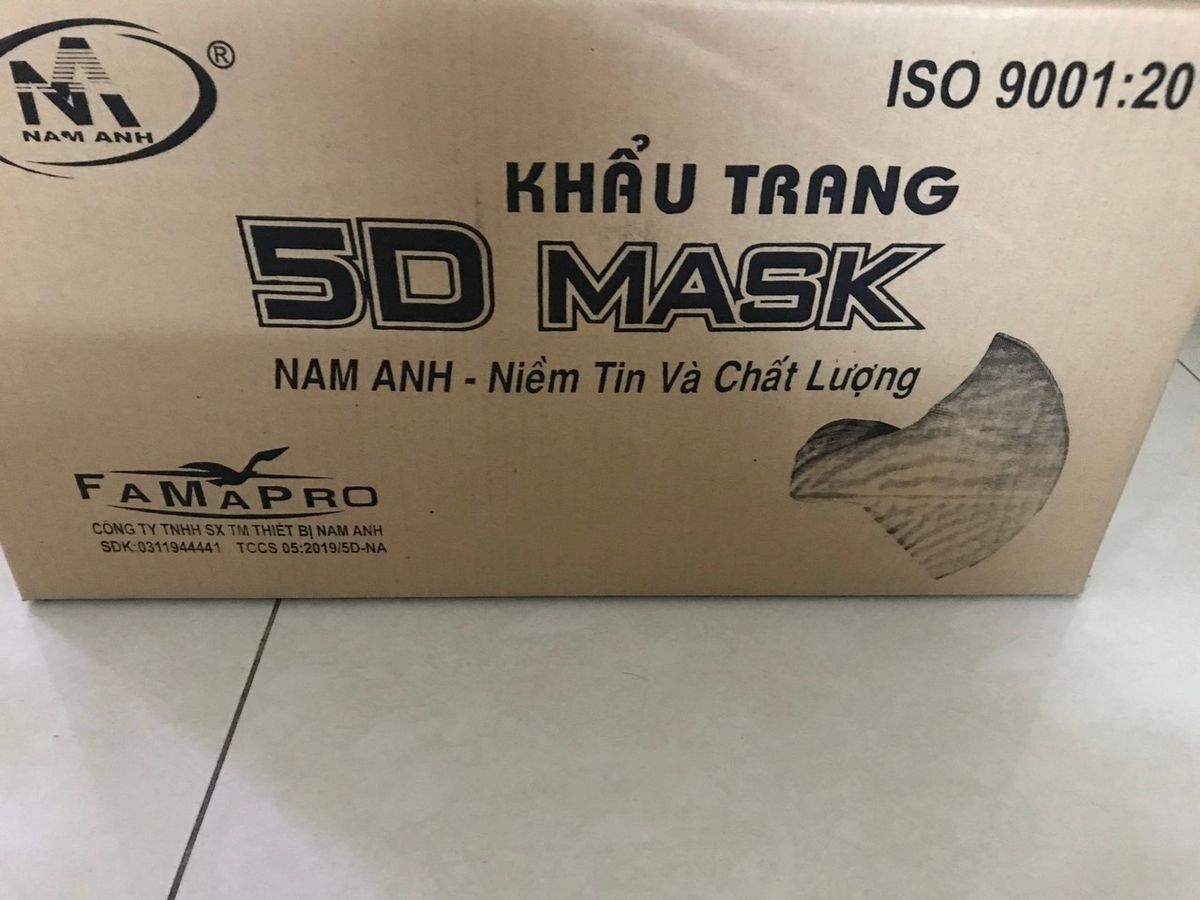 NAM ANH
®
ISO 9001:20
KHẨU TRANG
5D MASK
NAM ANH - Niềm Tin Và Chất Lượng
FAMAPRO
CÔNG TY TNHH SX TM THIẾT BỊ NAM ANH
SDK:0311944441 TCCS 05:2019/5D-NA